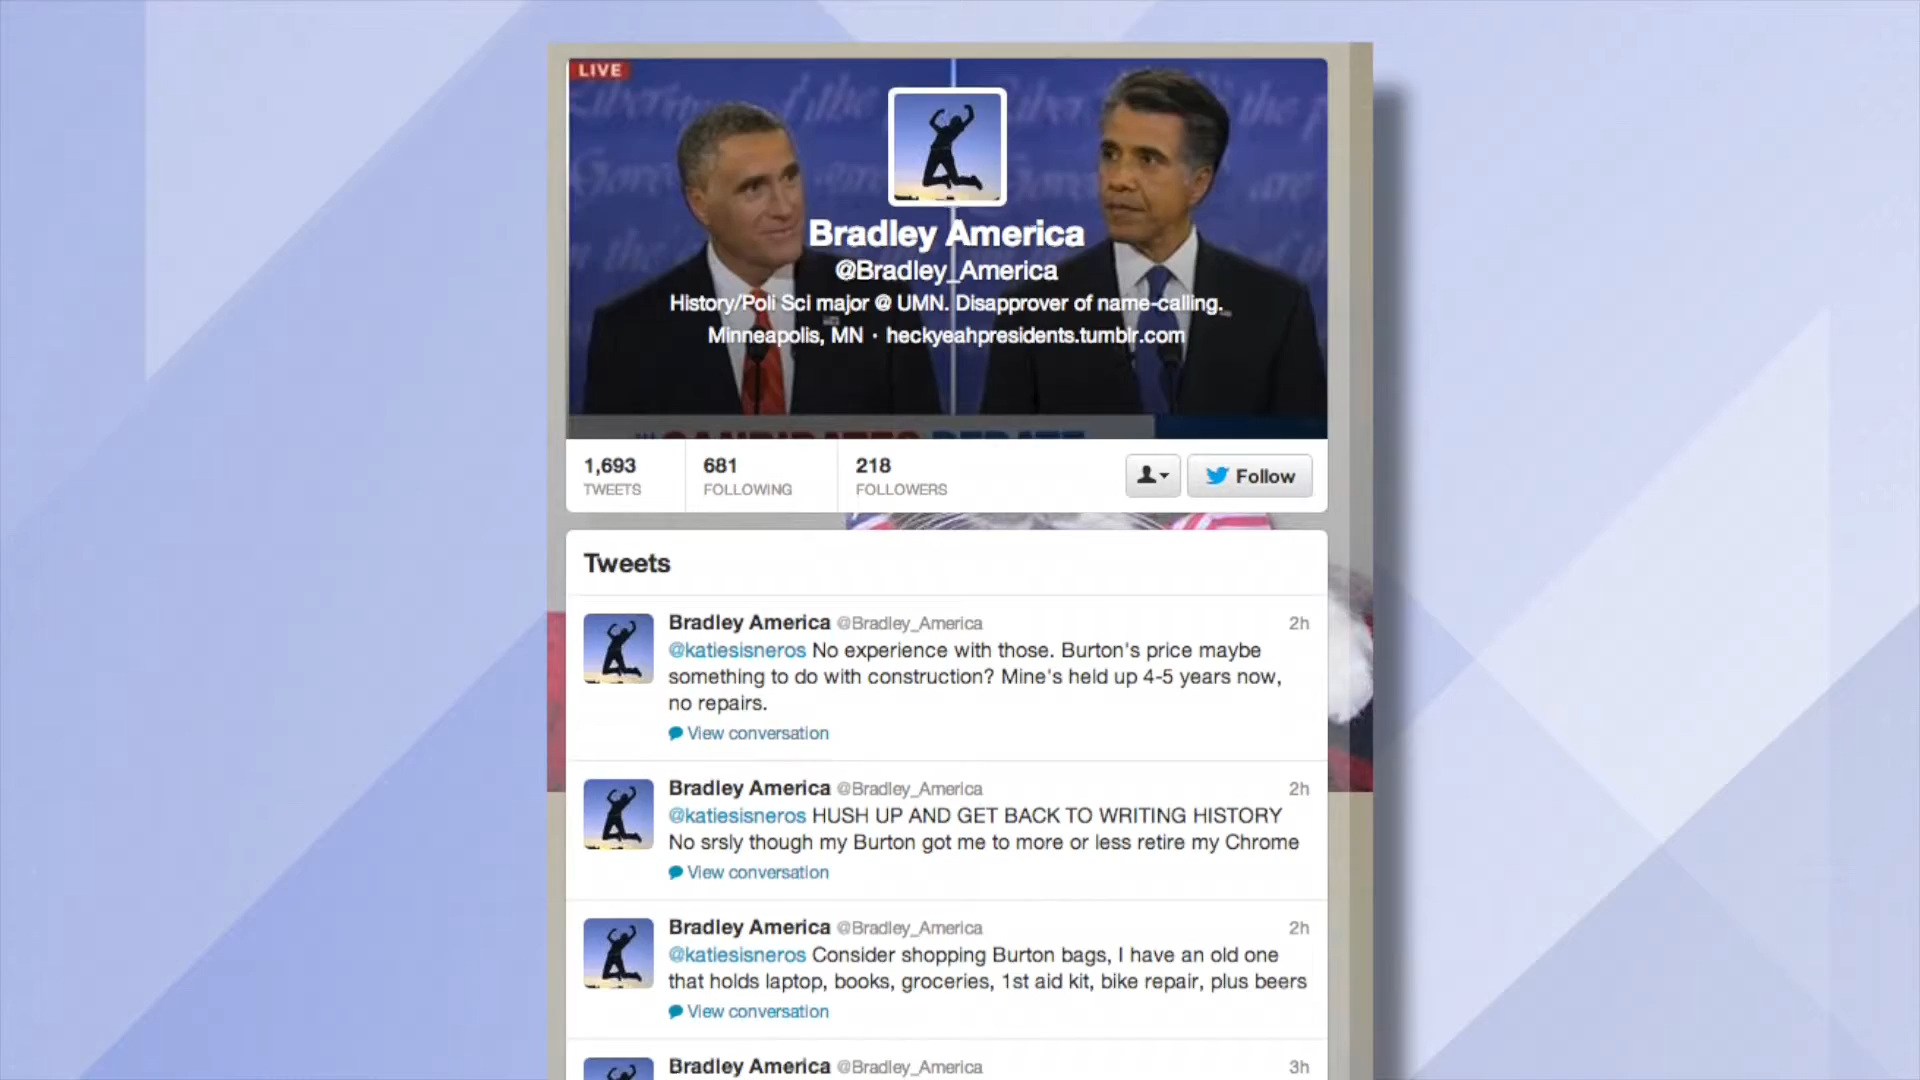 LIVE
Bradley America
@Bradley_America
History/Poli Sci major @ UMN. Disapprover of name-calling.
Minneapolis, MN · heckyeahpresidents.tumblr.com
1,693
TWEETS
681
FOLLOWING
218
FOLLOWERS
Follow
Tweets
Bradley America @Bradley_America 2h
@katiesisneros No experience with those. Burton's price maybe
something to do with construction? Mine's held up 4-5 years now,
no repairs.
View conversation
Bradley America @Bradley_America 2h
@katiesisneros HUSH UP AND GET BACK TO WRITING HISTORY
No srsly though my Burton got me to more or less retire my Chrome
View conversation
Bradley America @Bradley_America 2h
@katiesisneros Consider shopping Burton bags, I have an old one
that holds laptop, books, groceries, 1st aid kit, bike repair, plus beers
View conversation
Bradley America @Bradley_America 3h